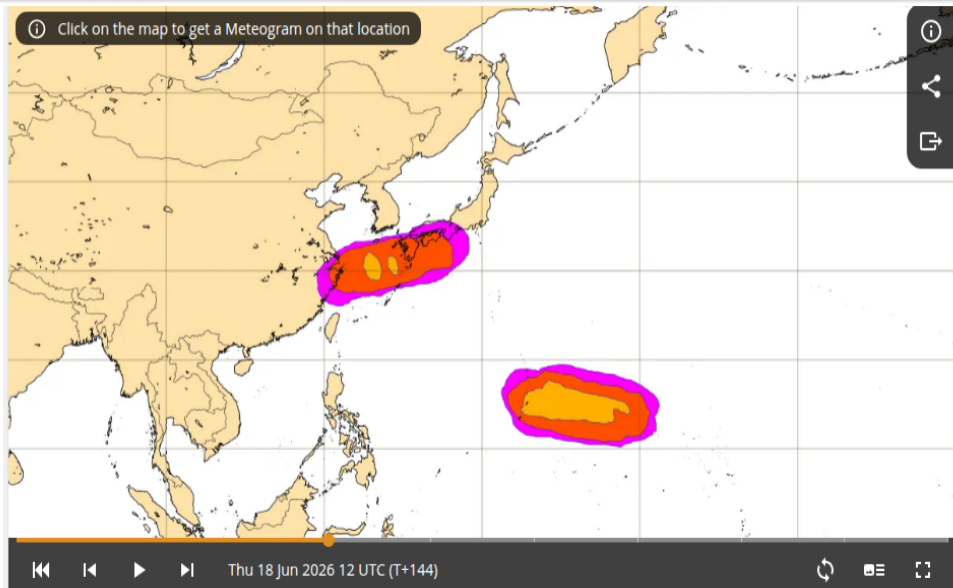 Click on the map to get a Meteogram on that location
Thu 18 Jun 2026 12 UTC (T+144)